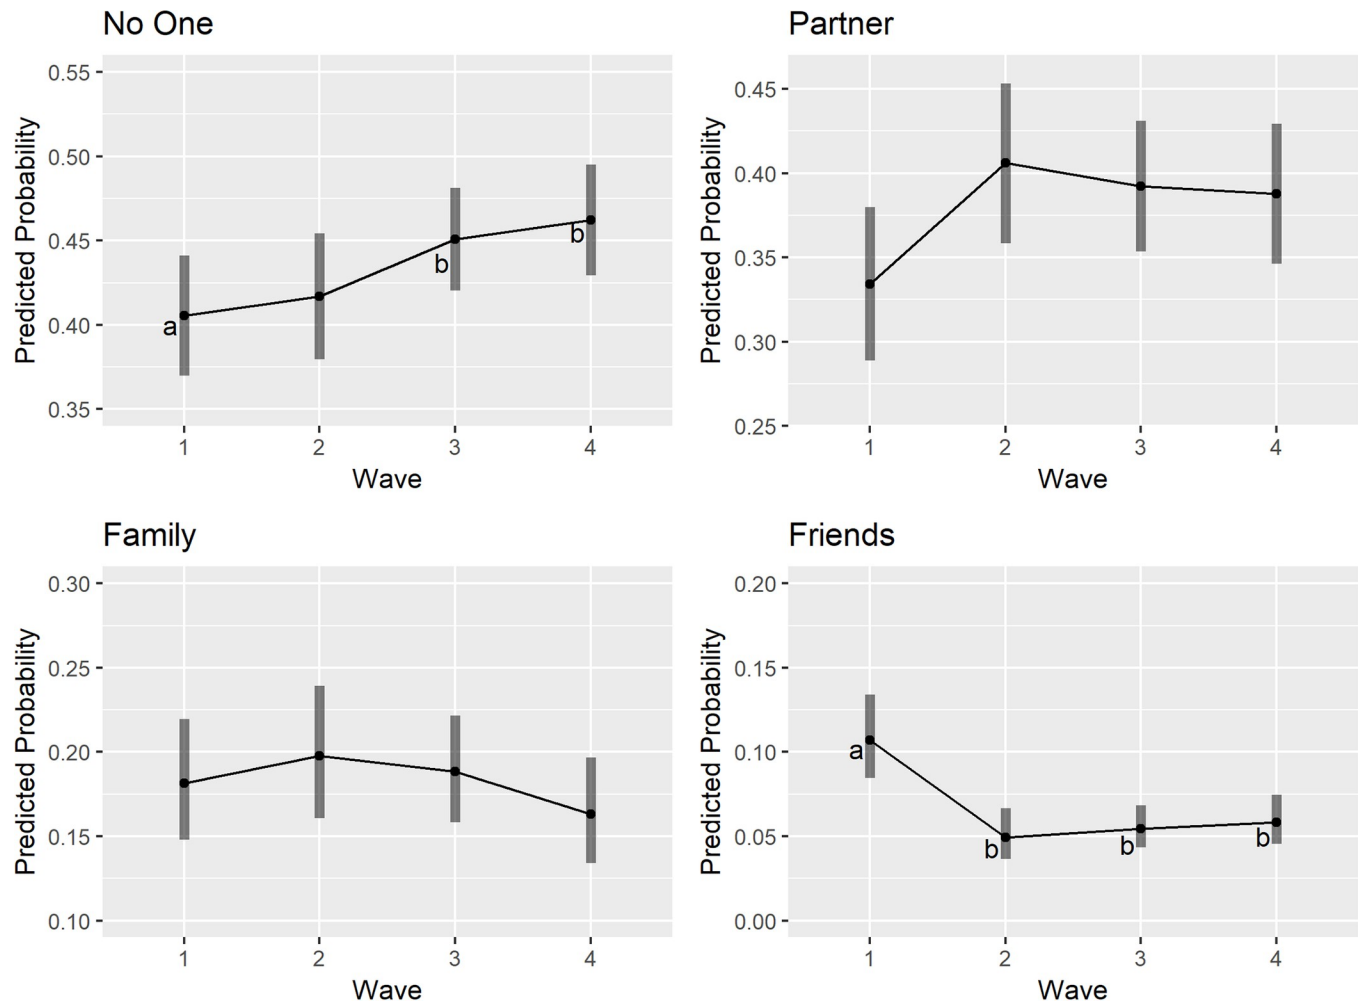 No One
Predicted Probability
0.55
0.50
0.45
0.40
0.35
a
b
b
1 2 3 4
Wave
Partner
Predicted Probability
0.45
0.40
0.35
0.30
0.25
1 2 3 4
Wave
Family
Predicted Probability
0.30
0.25
0.20
0.15
0.10
1 2 3 4
Wave
Friends
Predicted Probability
0.20
0.15
0.10
0.05
0.00
a
b
b
b
1 2 3 4
Wave